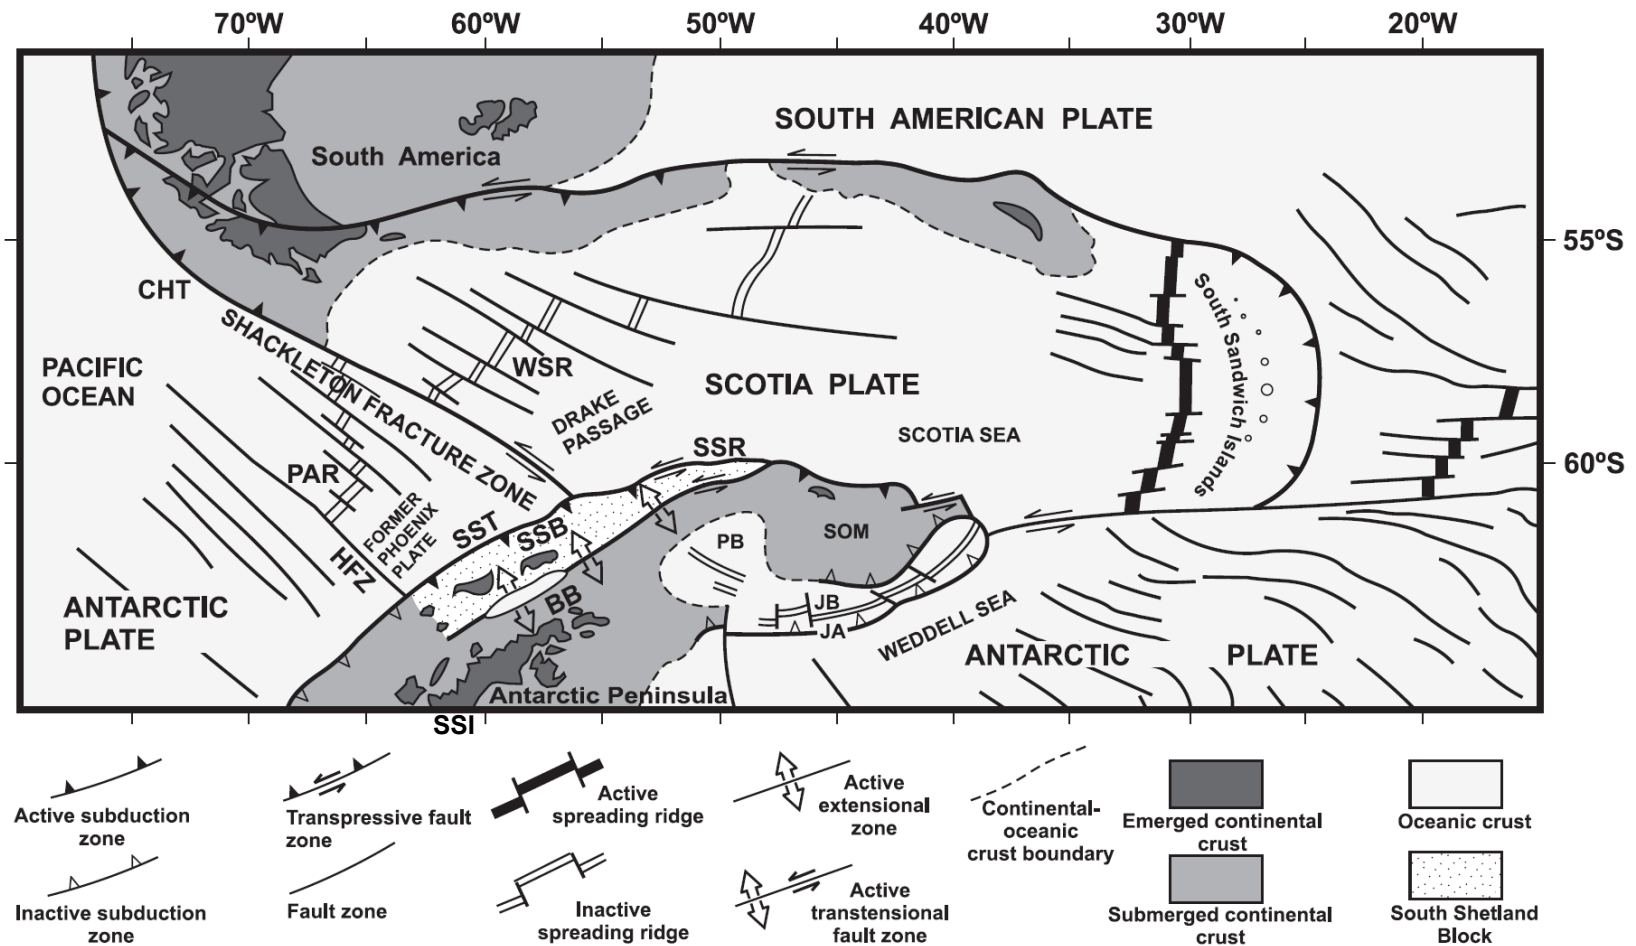 70ºW
60ºW
50ºW
40ºW
30ºW
20ºW
SOUTH AMERICAN PLATE
South America
55ºS
CHT
SHACKLETON FRACTURE ZONE
PACIFIC
OCEAN
WSR
SCOTIA PLATE
DRAKE
PASSAGE
South Sandwich Islands
SCOTIA SEA
SSR
60ºS
PAR
FORMER
PHOENIX
PLATE
SST
SSB
SOM
PB
HFZ
BB
JB
JA
WEDDELL SEA
ANTARCTIC
PLATE
ANTARCTIC PLATE
Antarctic Peninsula
SSI
Active subduction
zone
Transpressive fault
zone
Active
spreading ridge
Active
extensional
zone
Continental-
oceanic
crust boundary
Emerged continental
crust
Oceanic crust
Inactive subduction
zone
Fault zone
Inactive
spreading ridge
Active
transtensional
fault zone
Submerged continental
crust
South Shetland
Block